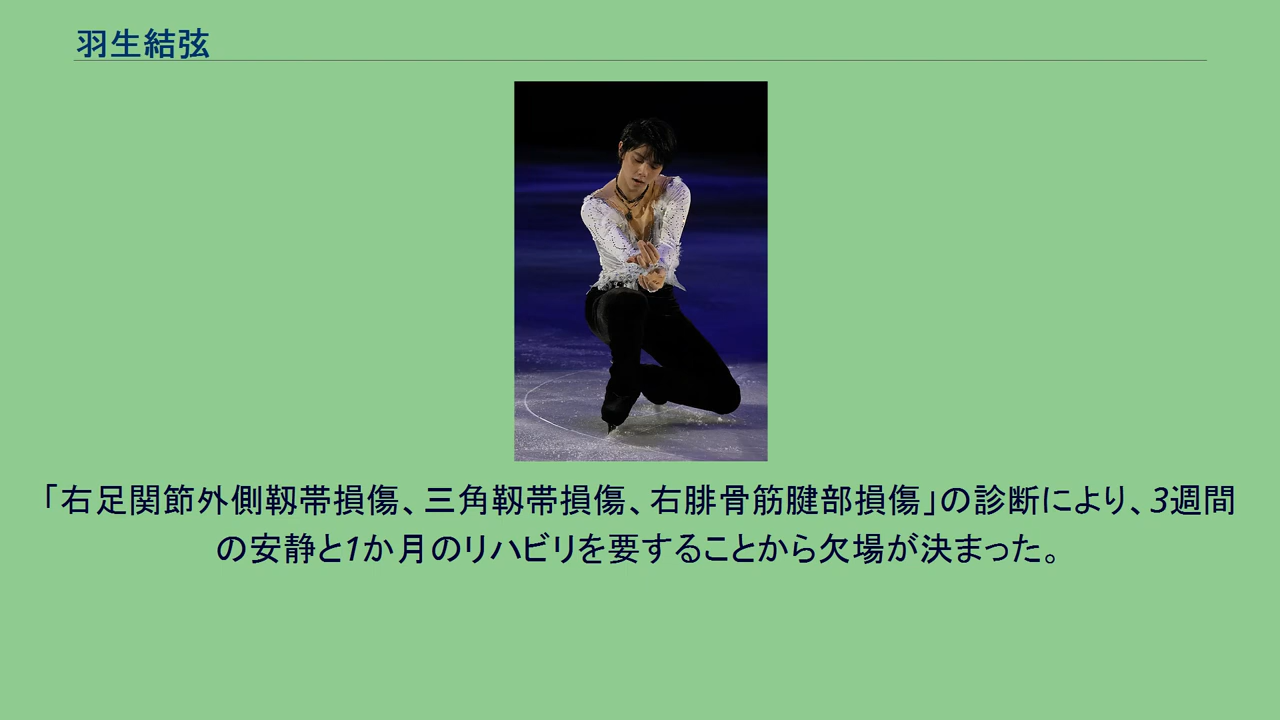 羽生結弦
「右足関節外側靱帯損傷、三角靱帯損傷、右腓骨筋腱部損傷」の診断により、3週間
の安静と1か月のリハビリを要することから欠場が決まった。